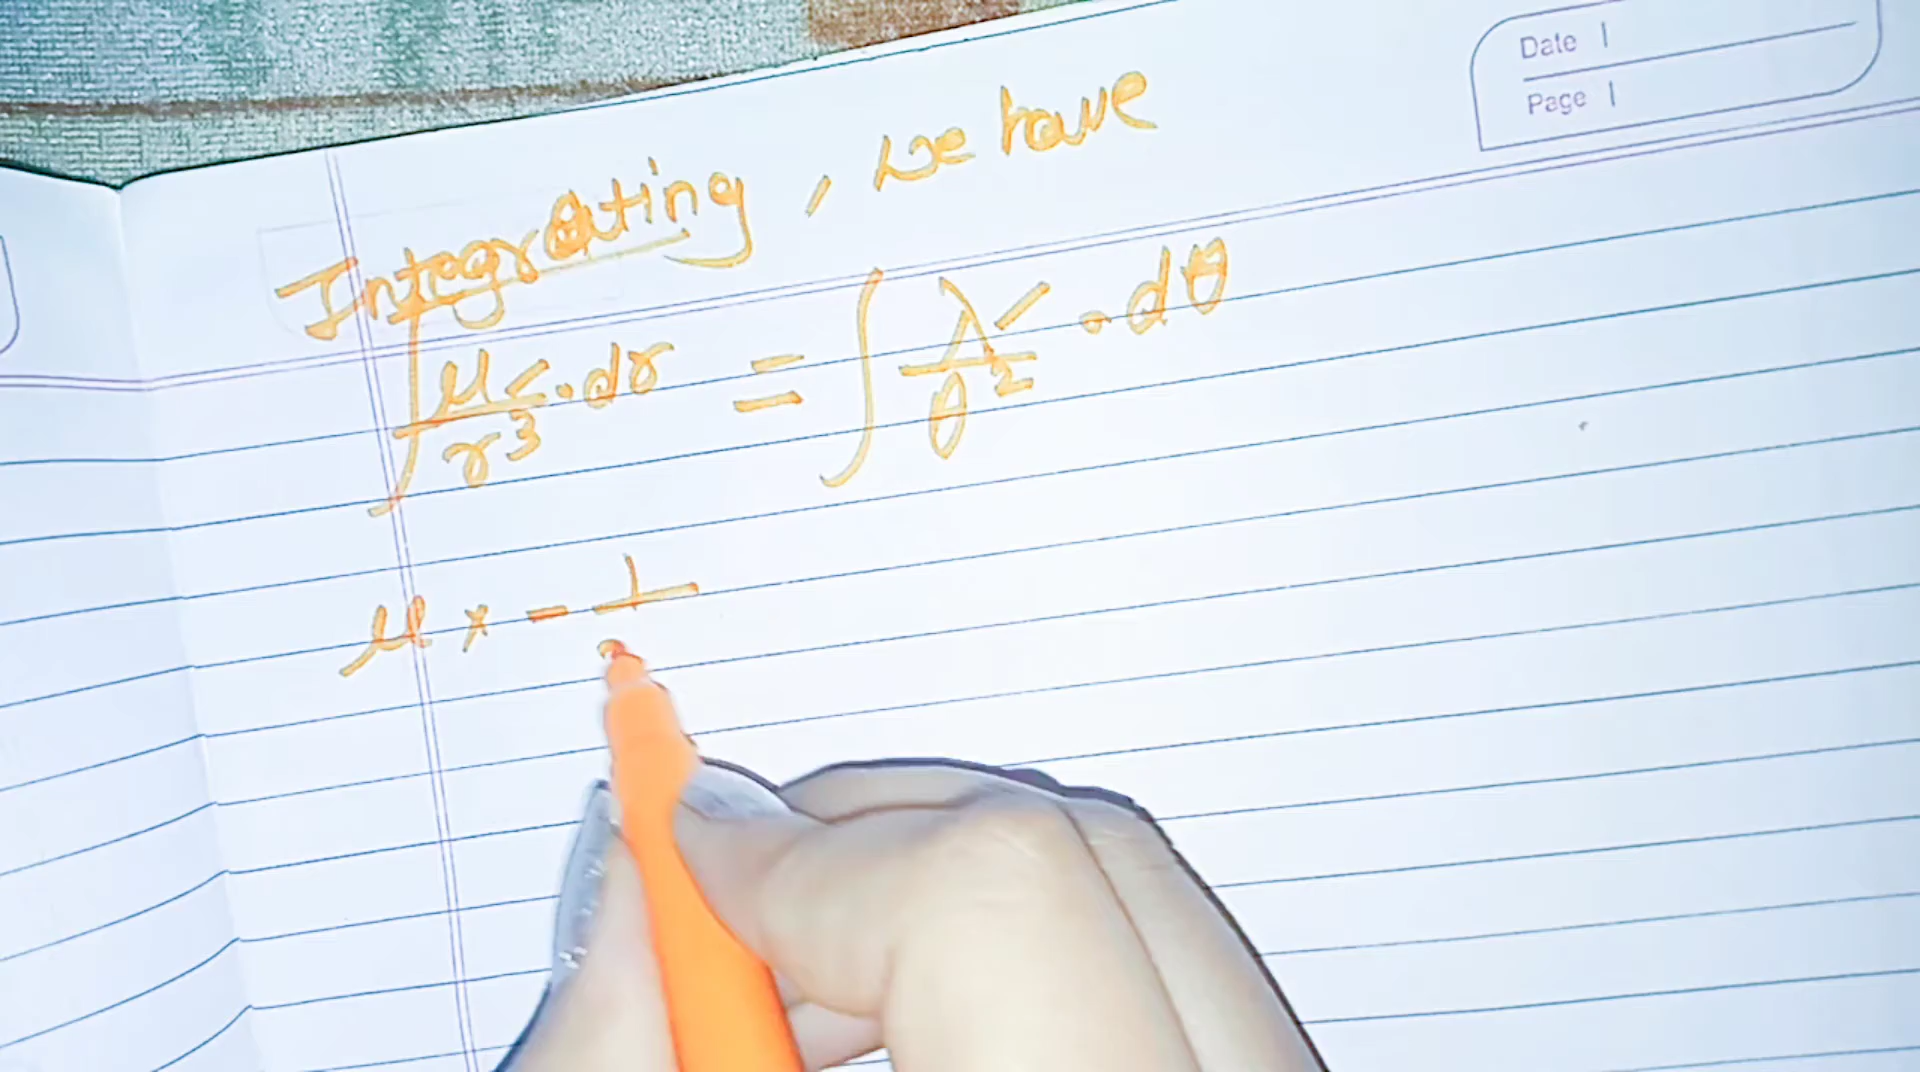 Date
Page
Integrating, we have
∫ μ/r³ · dr = ∫ λ/θ² · dθ
μ × - 1/